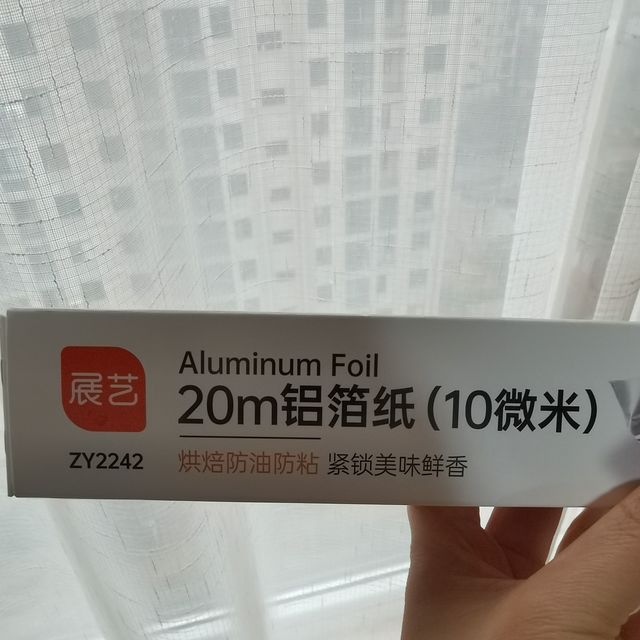 展艺
ZY2242
Aluminum Foil
20m铝箔纸(10微米)
烘焙防油防粘 紧锁美味鲜香